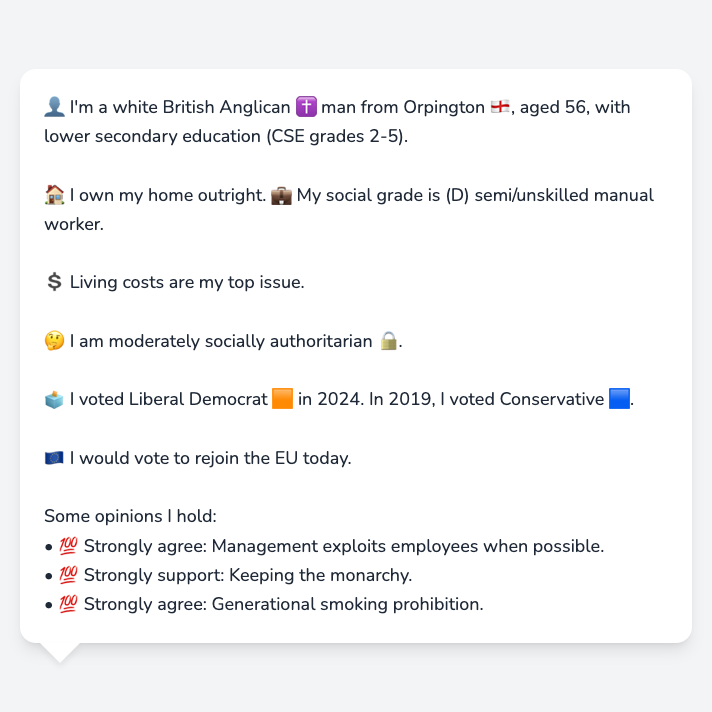 👤 I'm a white British Anglican ✝️ man from Orpington 🏴󠁧󠁢󠁥󠁮󠁧󠁿, aged 56, with
lower secondary education (CSE grades 2-5).
🏠 I own my home outright. 💼 My social grade is (D) semi/unskilled manual
worker.
💲 Living costs are my top issue.
🤔 I am moderately socially authoritarian 🔒.
🗳️ I voted Liberal Democrat 🟧 in 2024. In 2019, I voted Conservative 🟦.
🇪🇺 I would vote to rejoin the EU today.
Some opinions I hold:
• 💯 Strongly agree: Management exploits employees when possible.
• 💯 Strongly support: Keeping the monarchy.
• 💯 Strongly agree: Generational smoking prohibition.